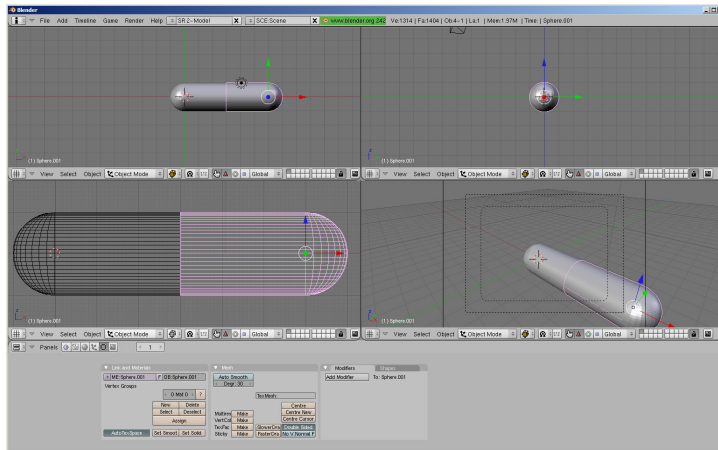 Blender
File Add Timeline Game Render Help SR:2-Model X SCE:Scene X www.blender.org 242 Ve:1314 | Fa:1404 | Ob:4-1 | La:1 | Mem:1.97M | Time: | Sphere.001
(1) Sphere.001
(1) Sphere.001
View Select Object Object Mode Global
View Select Object Object Mode Global
(1) Sphere.001
(1) Sphere.001
View Select Object Object Mode Global
View Select Object Object Mode Global
Panels 1
Link and Materials
ME:Sphere.001 F OB:Sphere.001
Vertex Groups
0 Mat 0 ?
New Delete
Select Deselect
Assign
AutoTexSpace Set Smoot Set Solid
Mesh
Auto Smooth
Degr: 30
TexMesh:
Centre
Multires Make Centre New
VertCol Make Centre Cursor
TexFac Make SlowerDra Double Sided
Sticky Make FasterDra No V.Normal F
Modifiers Shapes
Add Modifier To: Sphere.001